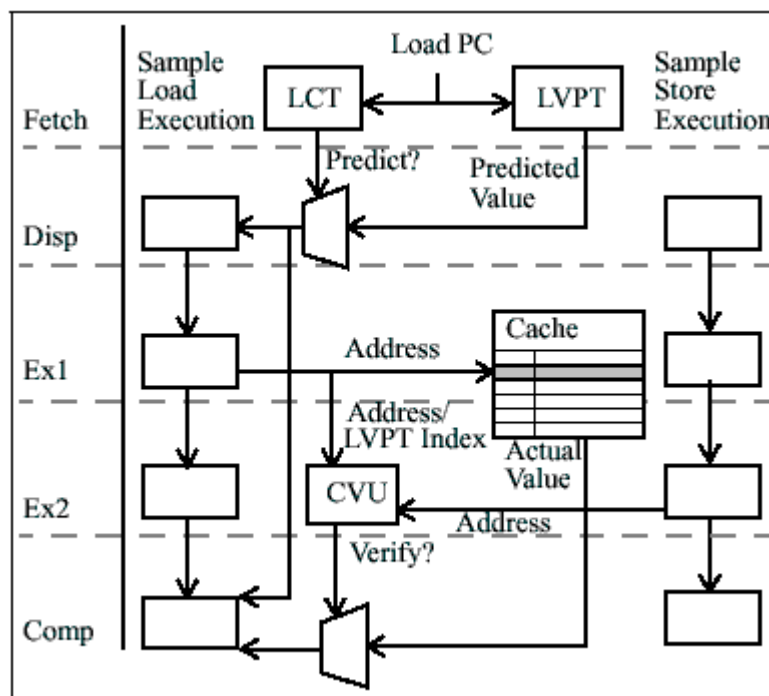 Load PC
Sample
Load
Execution
LCT
LVPT
Sample
Store
Execution
Fetch
Predict?
Predicted
Value
Disp
Cache
Address
Ex1
Address/
LVPT Index
Actual
Value
CVU
Address
Ex2
Verify?
Comp